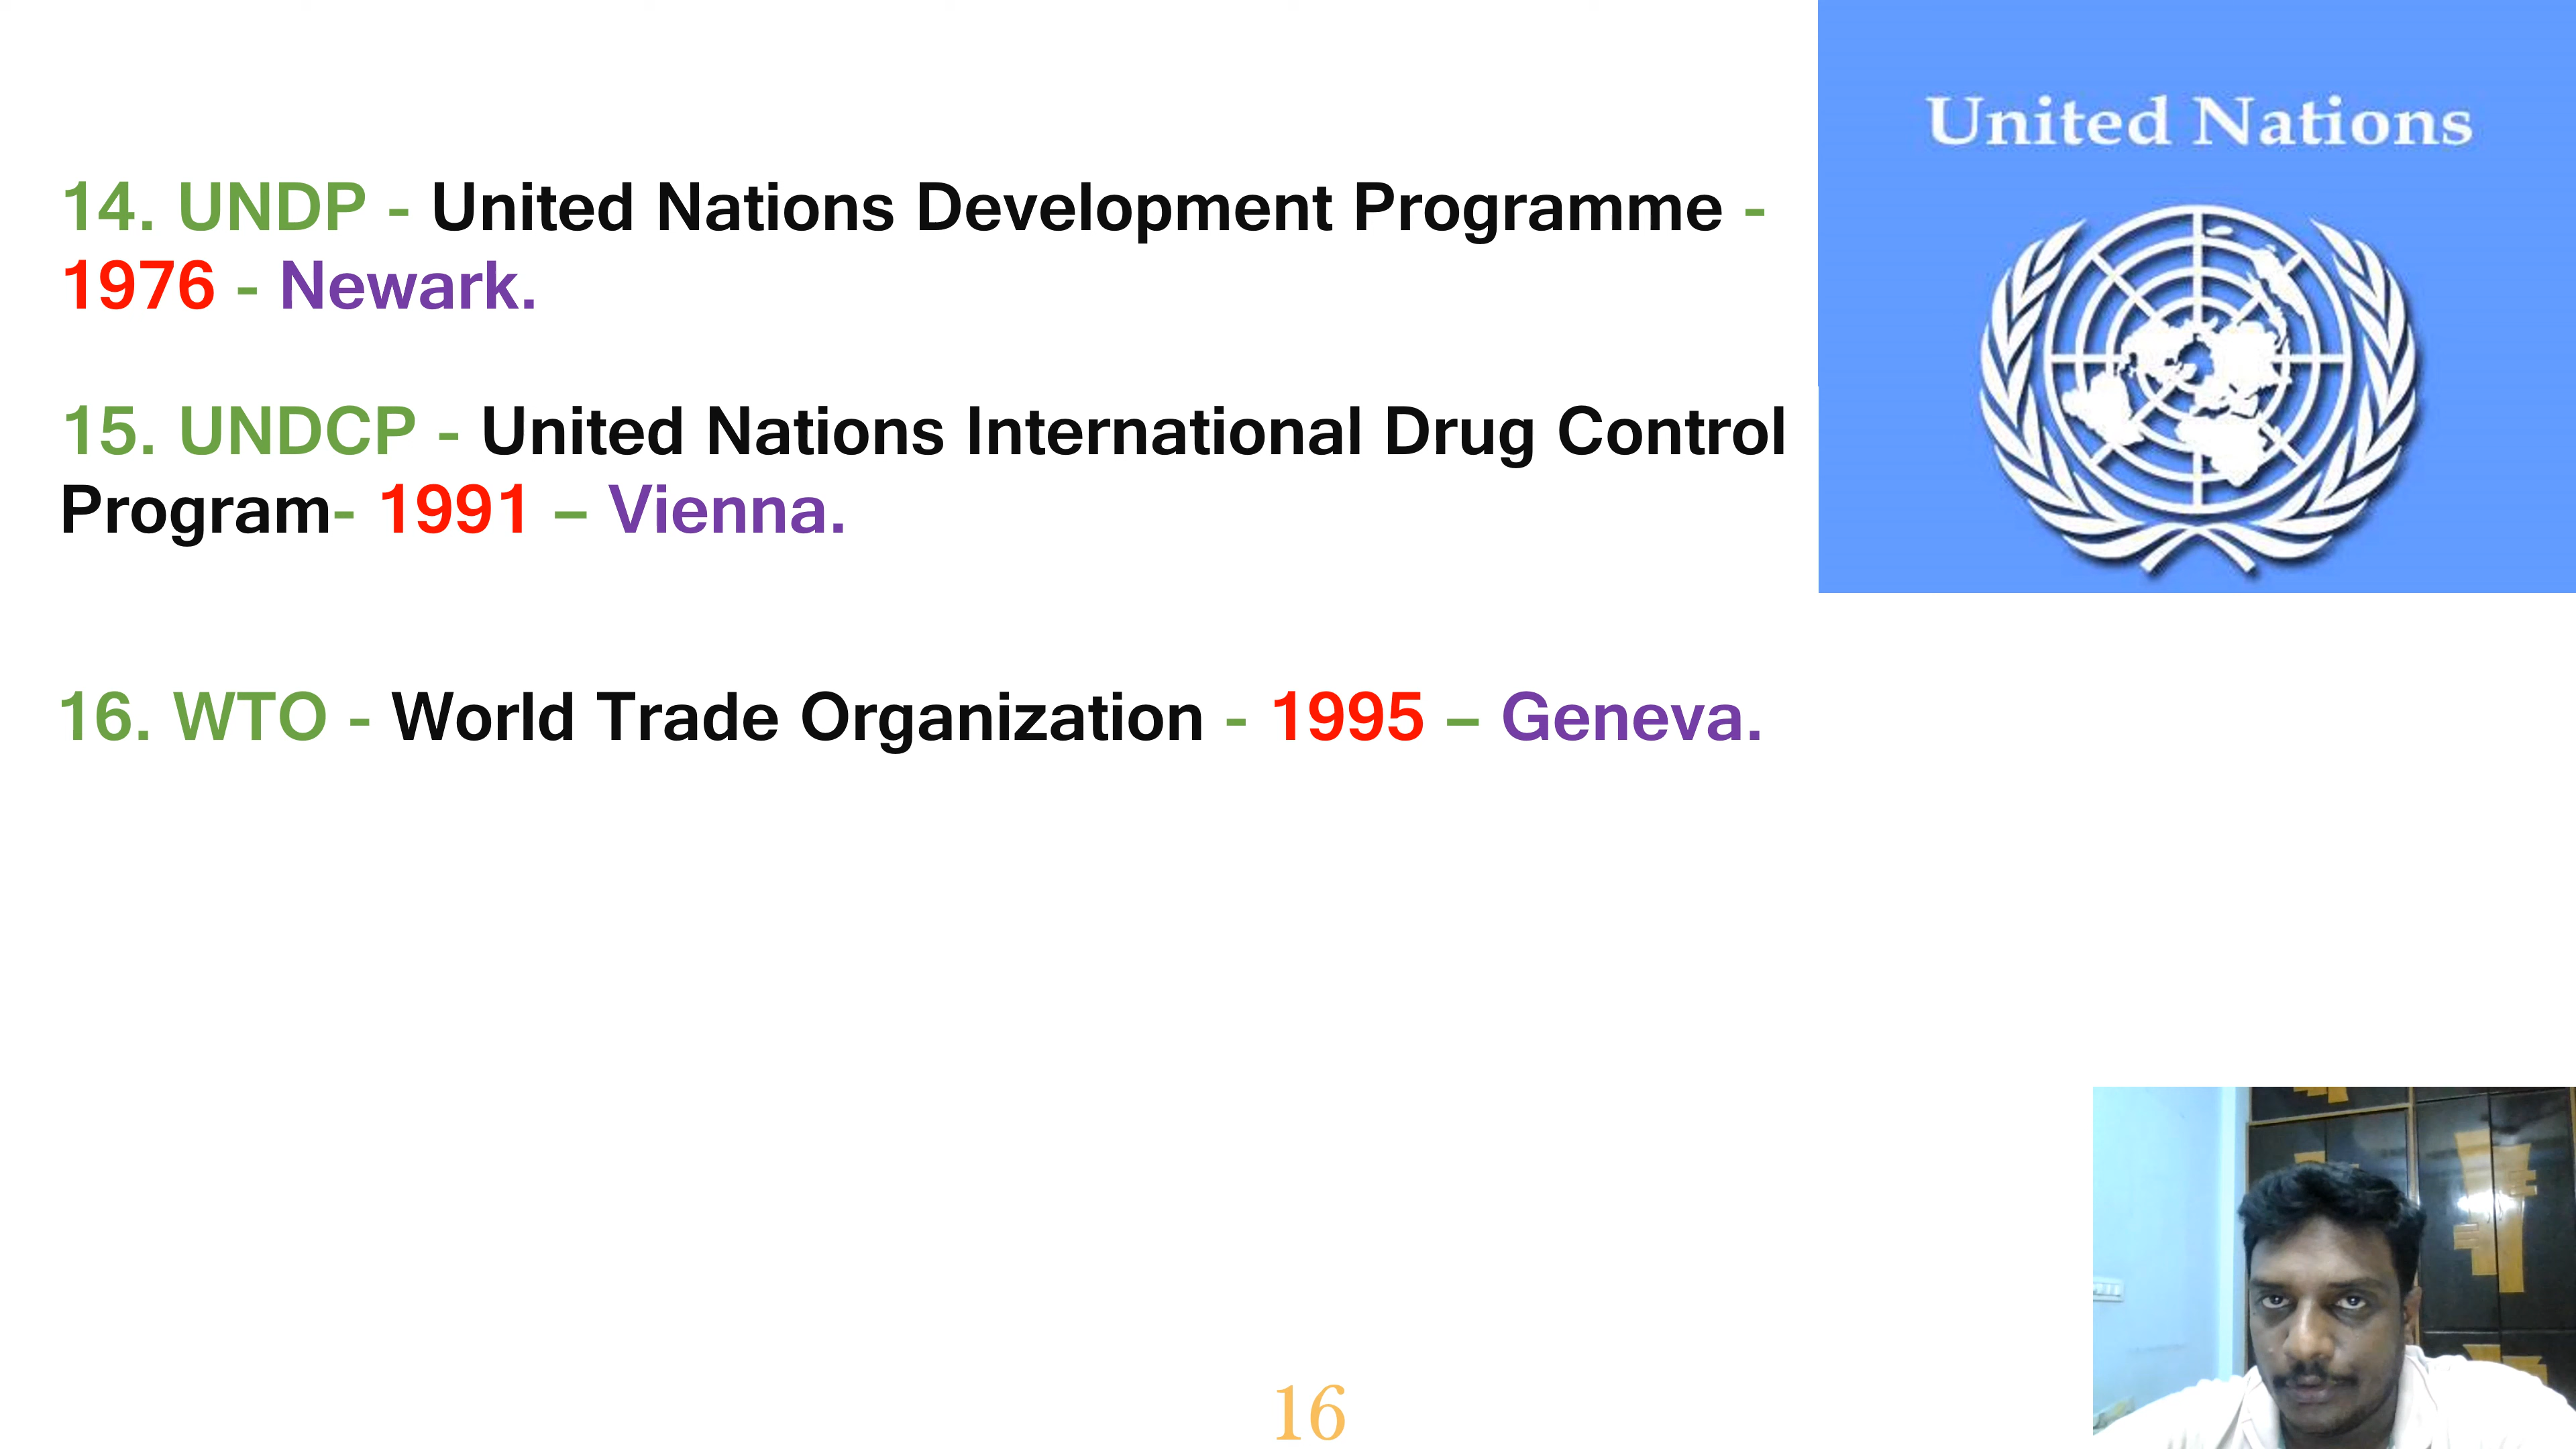 14. UNDP - United Nations Development Programme -
1976 - Newark.
15. UNDCP - United Nations International Drug Control
Program- 1991 – Vienna.
16. WTO - World Trade Organization - 1995 – Geneva.
United Nations
16